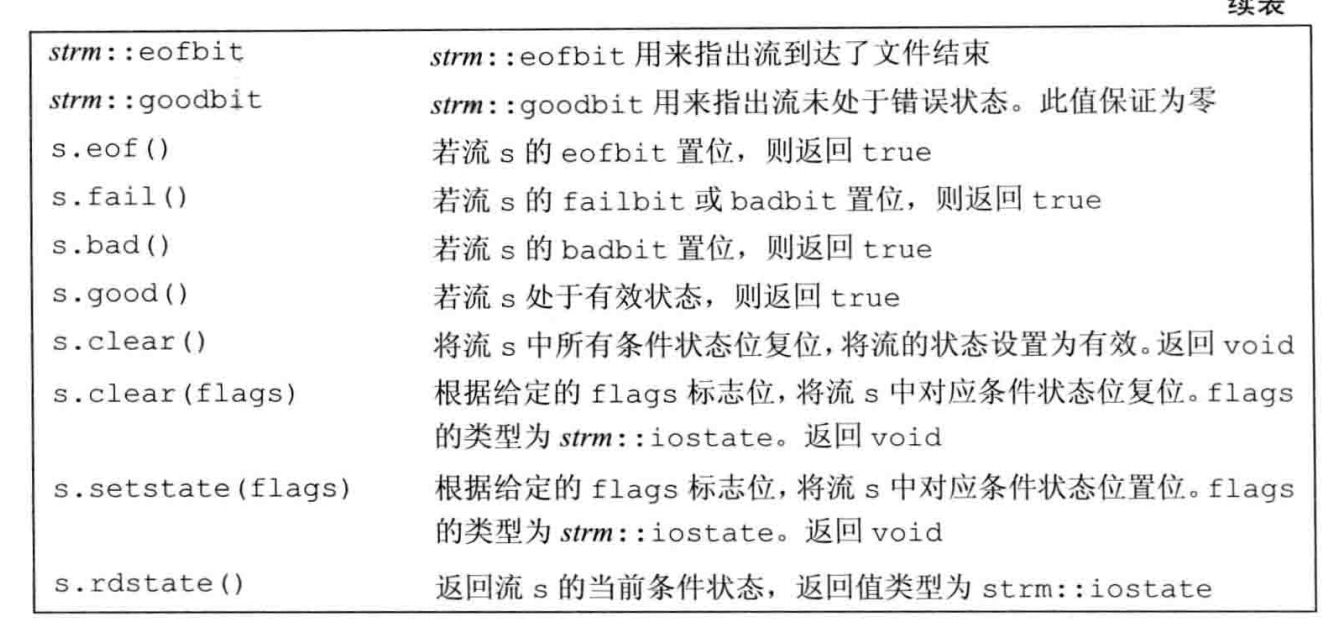 续表
strm::eofbit strm::eofbit 用来指出流到达了文件结束
strm::goodbit strm::goodbit 用来指出流未处于错误状态。此值保证为零
s.eof() 若流 s 的 eofbit 置位，则返回 true
s.fail() 若流 s 的 failbit 或 badbit 置位，则返回 true
s.bad() 若流 s 的 badbit 置位，则返回 true
s.good() 若流 s 处于有效状态，则返回 true
s.clear() 将流 s 中所有条件状态位复位，将流的状态设置为有效。返回 void
s.clear(flags) 根据给定的 flags 标志位，将流 s 中对应条件状态位复位。flags
的类型为 strm::iostate。返回 void
s.setstate(flags) 根据给定的 flags 标志位，将流 s 中对应条件状态位置位。flags
的类型为 strm::iostate。返回 void
s.rdstate() 返回流 s 的当前条件状态，返回值类型为 strm::iostate